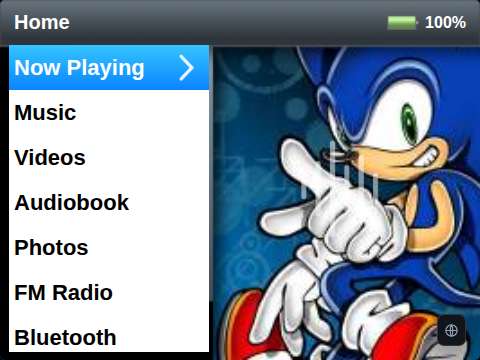 Home
100%
Now Playing
Music
Videos
Audiobook
Photos
FM Radio
Bluetooth